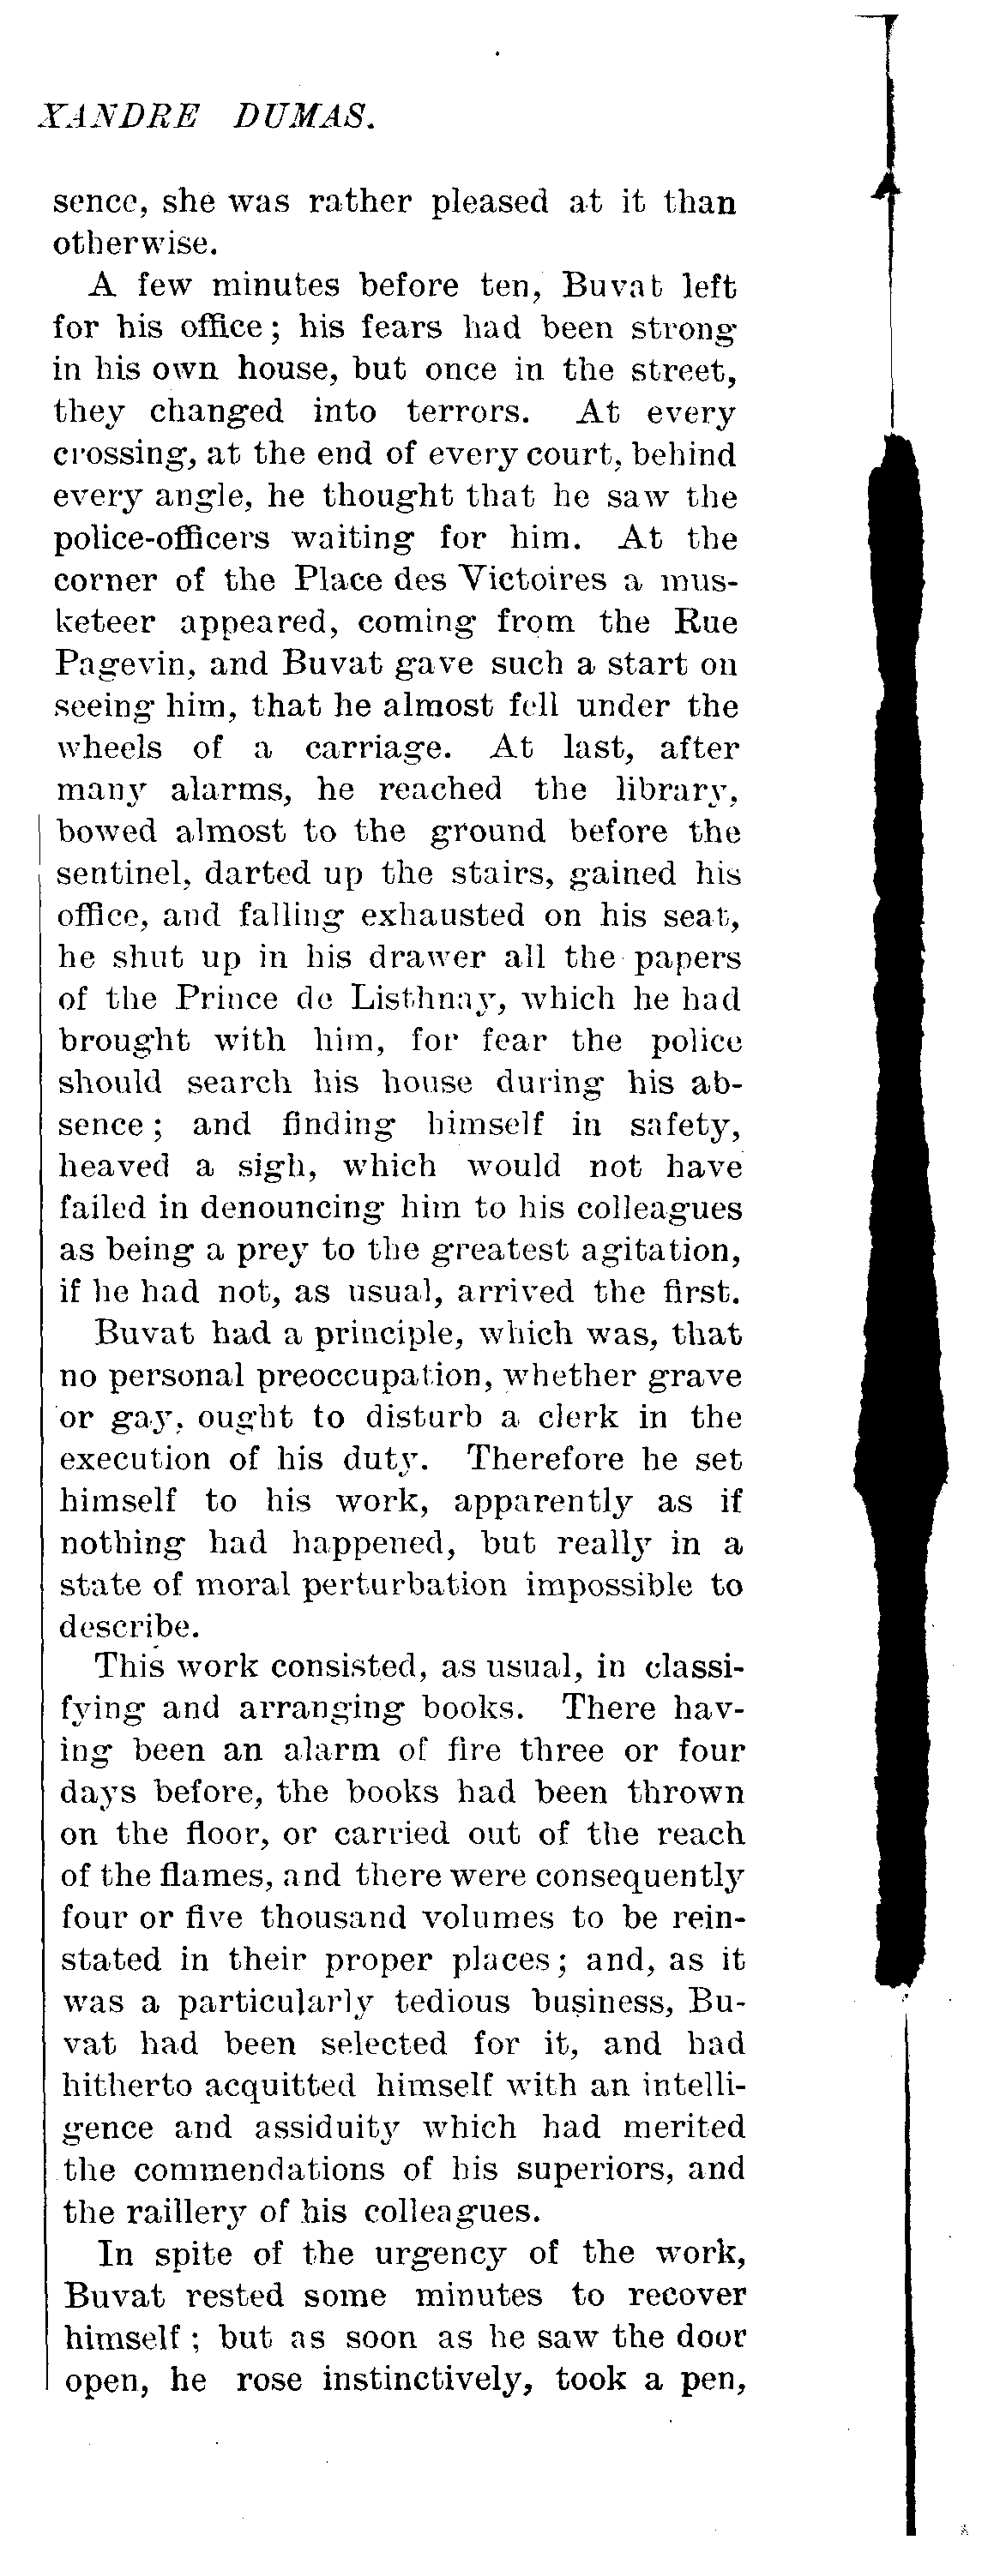 XANDRE DUMAS.
sence, she was rather pleased at it than
otherwise.
A few minutes before ten, Buvat left
for his office; his fears had been strong
in his own house, but once in the street,
they changed into terrors. At every
crossing, at the end of every court, behind
every angle, he thought that he saw the
police-officers waiting for him. At the
corner of the Place des Victoires a mus-
keteer appeared, coming from the Rue
Pagevin, and Buvat gave such a start on
seeing him, that he almost fell under the
wheels of a carriage. At last, after
many alarms, he reached the library,
bowed almost to the ground before the
sentinel, darted up the stairs, gained his
office, and falling exhausted on his seat,
he shut up in his drawer all the papers
of the Prince de Listhnay, which he had
brought with him, for fear the police
should search his house during his ab-
sence; and finding himself in safety,
heaved a sigh, which would not have
failed in denouncing him to his colleagues
as being a prey to the greatest agitation,
if he had not, as usual, arrived the first.
Buvat had a principle, which was, that
no personal preoccupation, whether grave
or gay, ought to disturb a clerk in the
execution of his duty. Therefore he set
himself to his work, apparently as if
nothing had happened, but really in a
state of moral perturbation impossible to
describe.
This work consisted, as usual, in classi-
fying and arranging books. There hav-
ing been an alarm of fire three or four
days before, the books had been thrown
on the floor, or carried out of the reach
of the flames, and there were consequently
four or five thousand volumes to be rein-
stated in their proper places; and, as it
was a particularly tedious business, Bu-
vat had been selected for it, and had
hitherto acquitted himself with an intelli-
gence and assiduity which had merited
the commendations of his superiors, and
the raillery of his colleagues.
In spite of the urgency of the work,
Buvat rested some minutes to recover
himself; but as soon as he saw the door
open, he rose instinctively, took a pen,